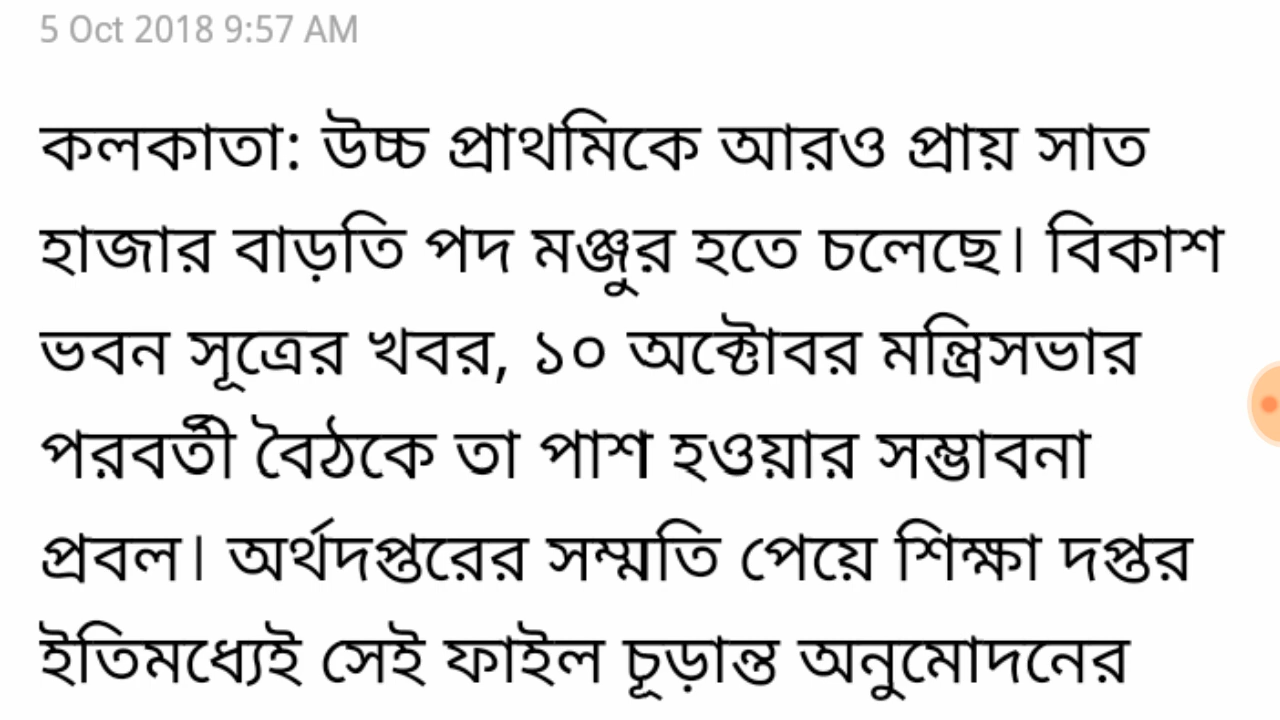 5 Oct 2018 9:57 AM
কলকাতা: উচ্চ প্রাথমিকে আরও প্রায় সাত
হাজার বাড়তি পদ মঞ্জুর হতে চলেছে। বিকাশ
ভবন সূত্রের খবর, ১০ অক্টোবর মন্ত্রিসভার
পরবর্তী বৈঠকে তা পাশ হওয়ার সম্ভাবনা
প্রবল। অর্থদপ্তরের সম্মতি পেয়ে শিক্ষা দপ্তর
ইতিমধ্যেই সেই ফাইল চূড়ান্ত অনুমোদনের